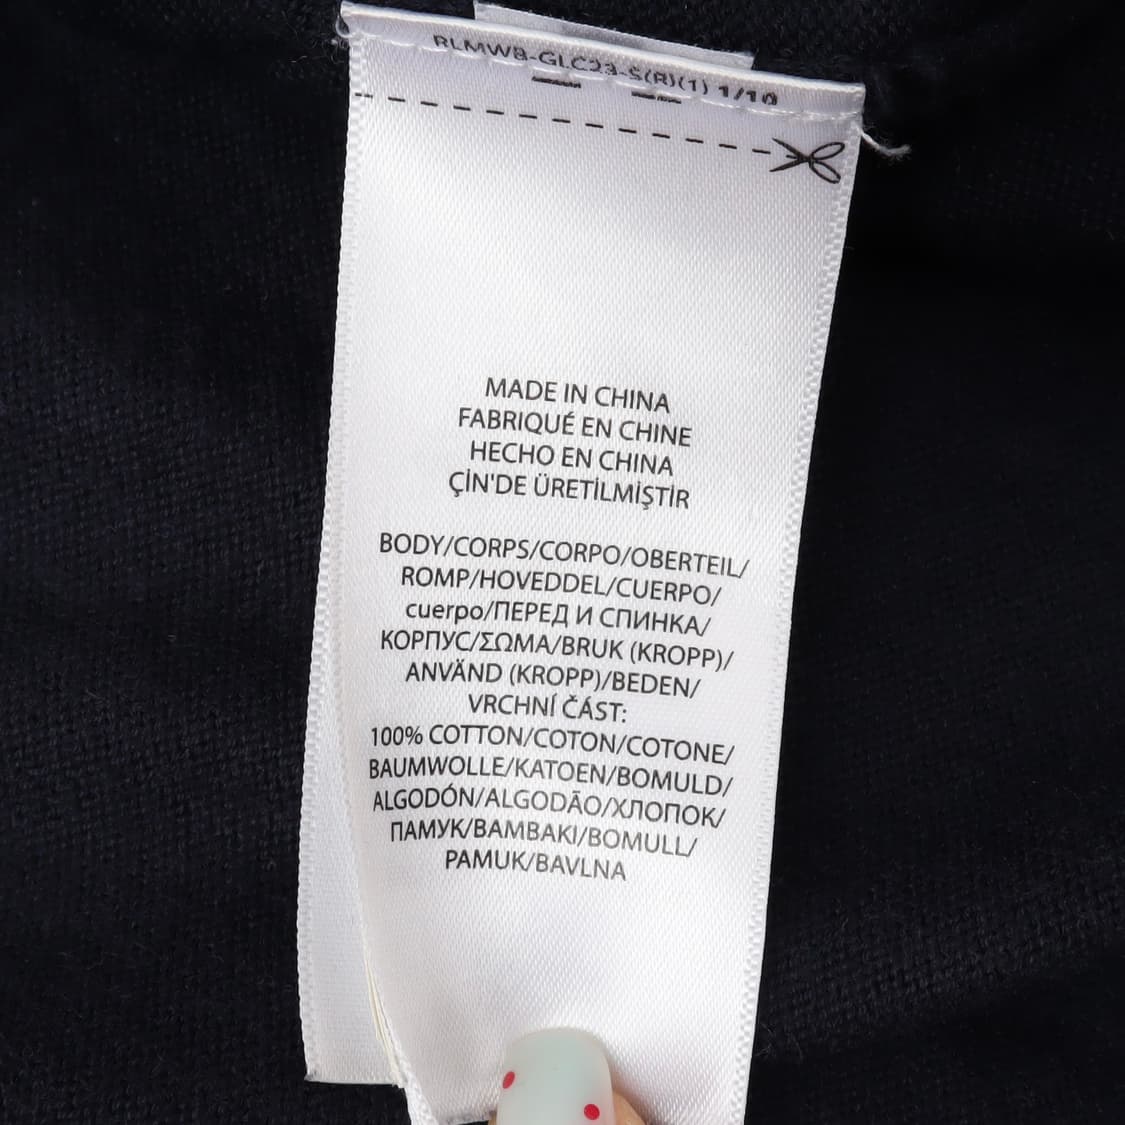 RLMWB-GLC23-S(R)(1) 1/10
MADE IN CHINA
FABRIQUÉ EN CHINE
HECHO EN CHINA
ÇİN'DE ÜRETİLMİŞTİR
BODY/CORPS/CORPO/OBERTEIL/
ROMP/HOVEDDEL/CUERPO/
cuerpo/ПЕРЕД И СПИНКА/
КОРПУС/ΣΩΜΑ/BRUK (KROPP)/
ANVÄND (KROPP)/BEDEN/
VRCHNÍ ČÁST:
100% COTTON/COTON/COTONE/
BAUMWOLLE/KATOEN/BOMULD/
ALGODÓN/ALGODÃO/ХЛОПОК/
ПАМУК/BAMBAKI/BOMULL/
PAMUK/BAVLNA